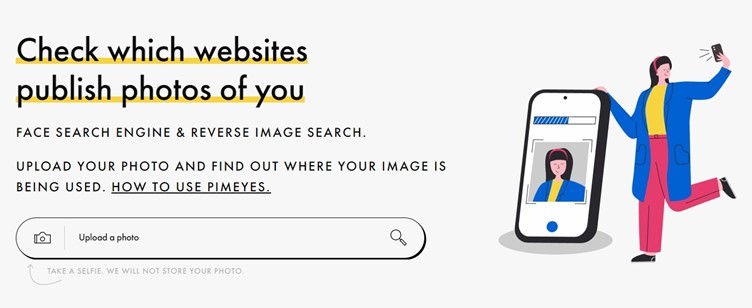 Check which websites
publish photos of you
FACE SEARCH ENGINE & REVERSE IMAGE SEARCH.
UPLOAD YOUR PHOTO AND FIND OUT WHERE YOUR IMAGE IS
BEING USED. HOW TO USE PIMEYES.
Upload a photo
TAKE A SELFIE. WE WILL NOT STORE YOUR PHOTO.